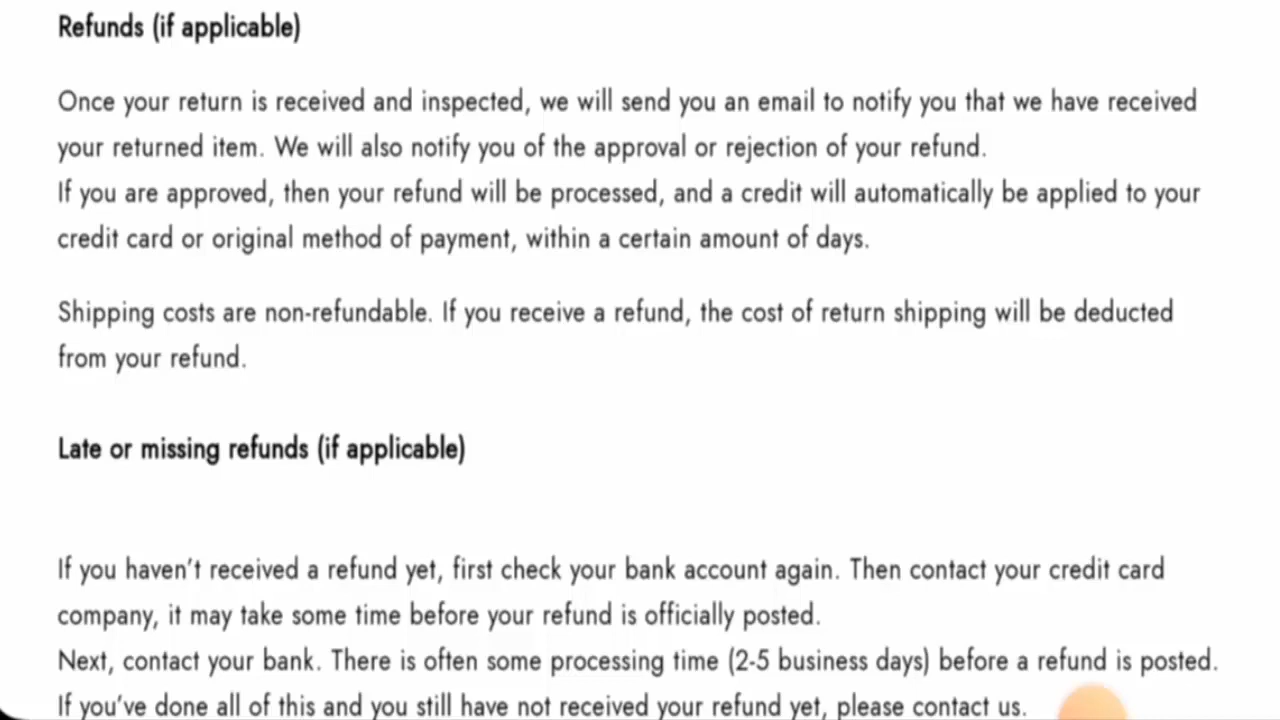 Refunds (if applicable)
Once your return is received and inspected, we will send you an email to notify you that we have received
your returned item. We will also notify you of the approval or rejection of your refund.
If you are approved, then your refund will be processed, and a credit will automatically be applied to your
credit card or original method of payment, within a certain amount of days.
Shipping costs are non-refundable. If you receive a refund, the cost of return shipping will be deducted
from your refund.
Late or missing refunds (if applicable)
If you haven’t received a refund yet, first check your bank account again. Then contact your credit card
company, it may take some time before your refund is officially posted.
Next, contact your bank. There is often some processing time (2-5 business days) before a refund is posted.
If you’ve done all of this and you still have not received your refund yet, please contact us.